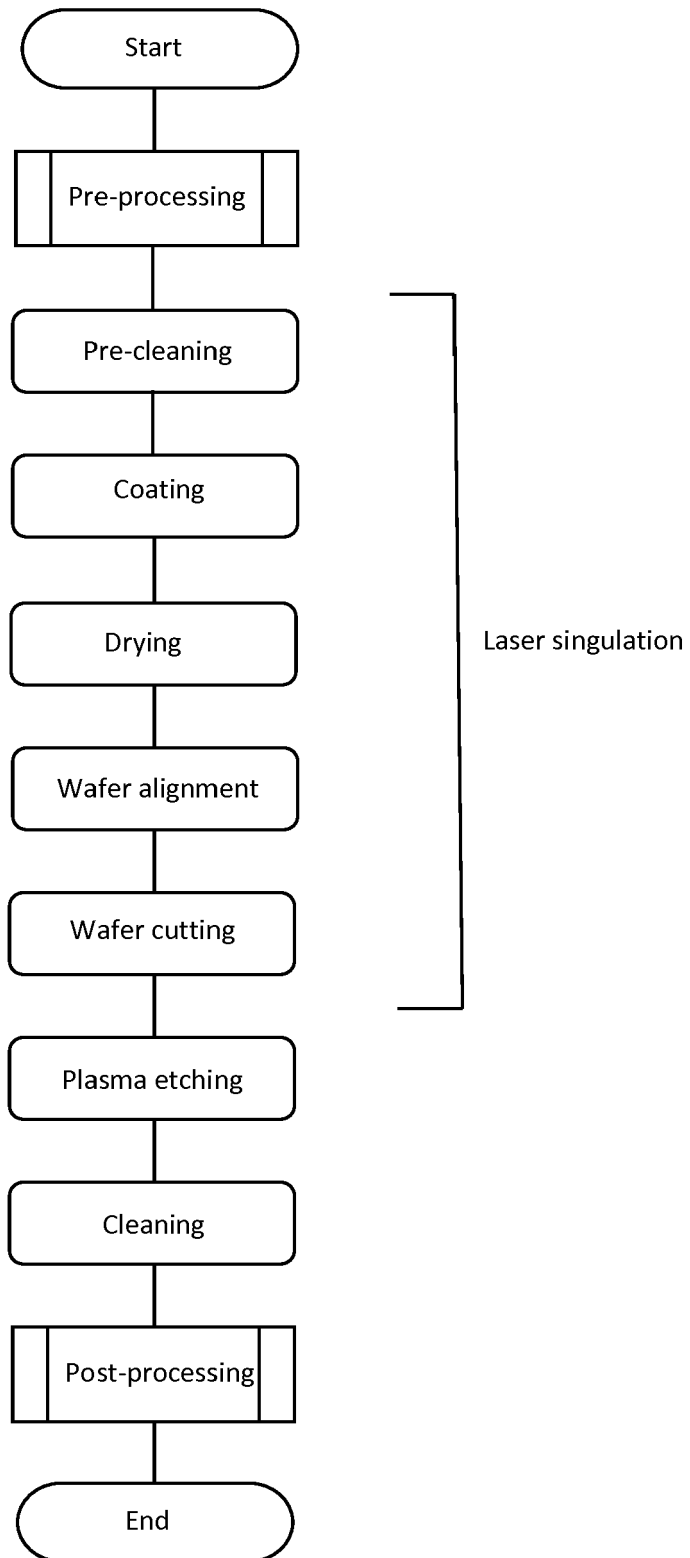 Start
Pre-processing
Pre-cleaning
Coating
Drying
Laser singulation
Wafer alignment
Wafer cutting
Plasma etching
Cleaning
Post-processing
End